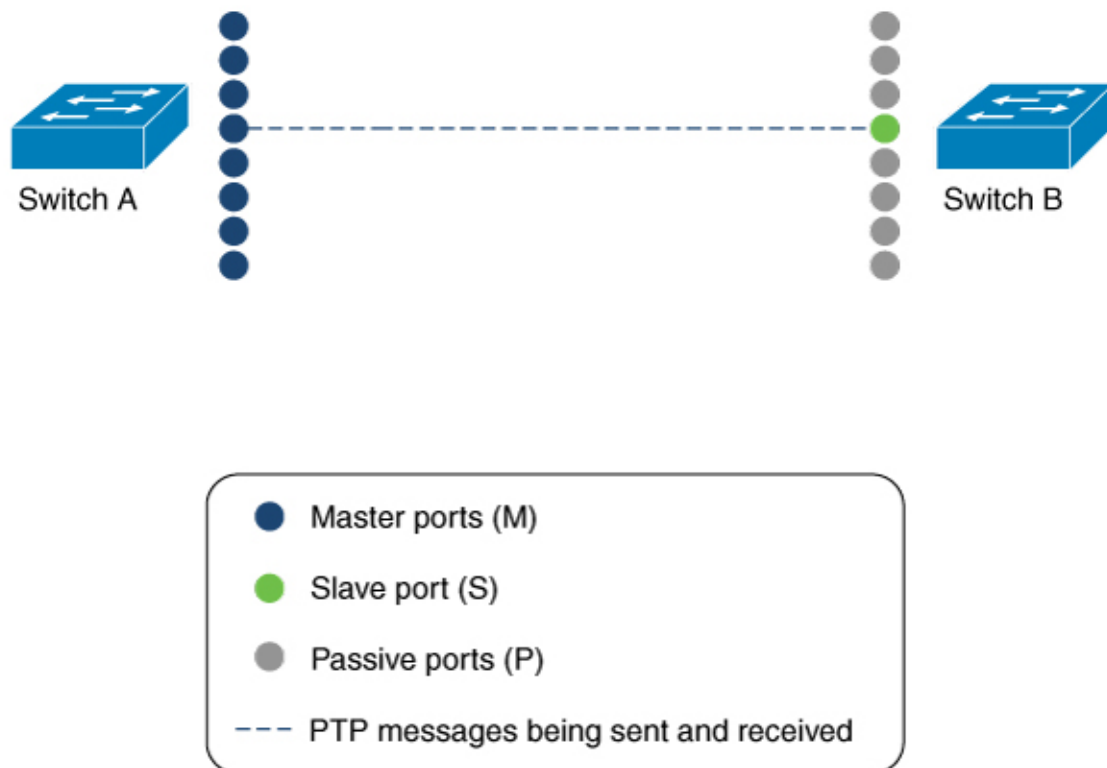 Switch A
Switch B
Master ports (M)
Slave port (S)
Passive ports (P)
PTP messages being sent and received